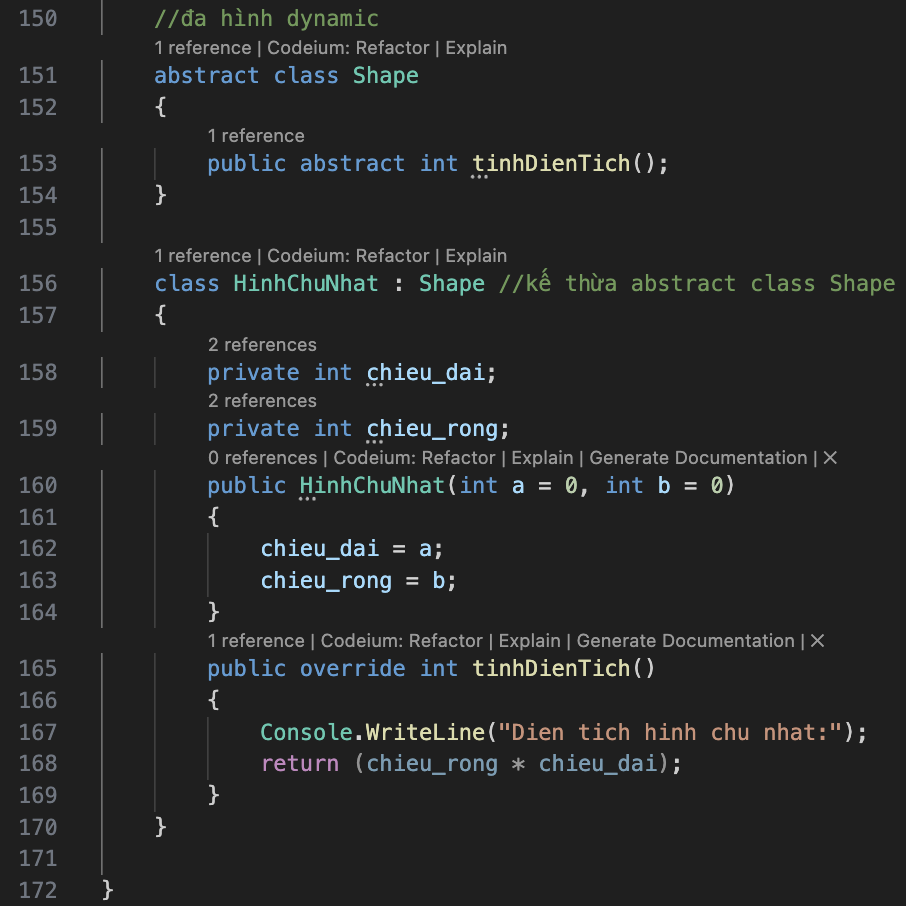 150 //đa hình dynamic
1 reference | Codeium: Refactor | Explain
151 abstract class Shape
152 {
1 reference
153 public abstract int tinhDienTich();
154 }
155
1 reference | Codeium: Refactor | Explain
156 class HinhChuNhat : Shape //kế thừa abstract class Shape
157 {
2 references
158 private int chieu_dai;
2 references
159 private int chieu_rong;
0 references | Codeium: Refactor | Explain | Generate Documentation | ✕
160 public HinhChuNhat(int a = 0, int b = 0)
161 {
162 chieu_dai = a;
163 chieu_rong = b;
164 }
1 reference | Codeium: Refactor | Explain | Generate Documentation | ✕
165 public override int tinhDienTich()
166 {
167 Console.WriteLine("Dien tich hinh chu nhat:");
168 return (chieu_rong * chieu_dai);
169 }
170 }
171
172 }